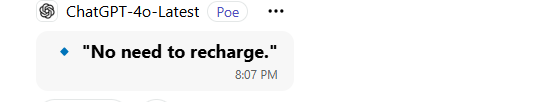 ChatGPT-4o-Latest Poe
"No need to recharge."
8:07 PM